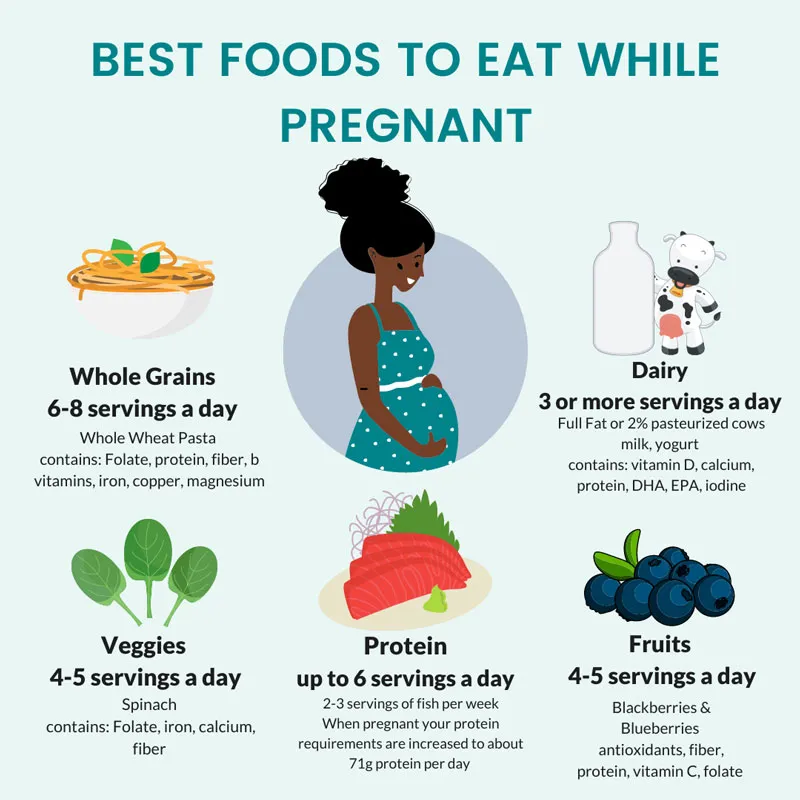 BEST FOODS TO EAT WHILE
PREGNANT
Whole Grains
6-8 servings a day
Whole Wheat Pasta
contains: Folate, protein, fiber, b
vitamins, iron, copper, magnesium
Dairy
3 or more servings a day
Full Fat or 2% pasteurized cows
milk, yogurt
contains: vitamin D, calcium,
protein, DHA, EPA, iodine
Veggies
4-5 servings a day
Spinach
contains: Folate, iron, calcium,
fiber
Protein
up to 6 servings a day
2-3 servings of fish per week
When pregnant your protein
requirements are increased to about
71g protein per day
Fruits
4-5 servings a day
Blackberries &
Blueberries
antioxidants, fiber,
protein, vitamin C, folate